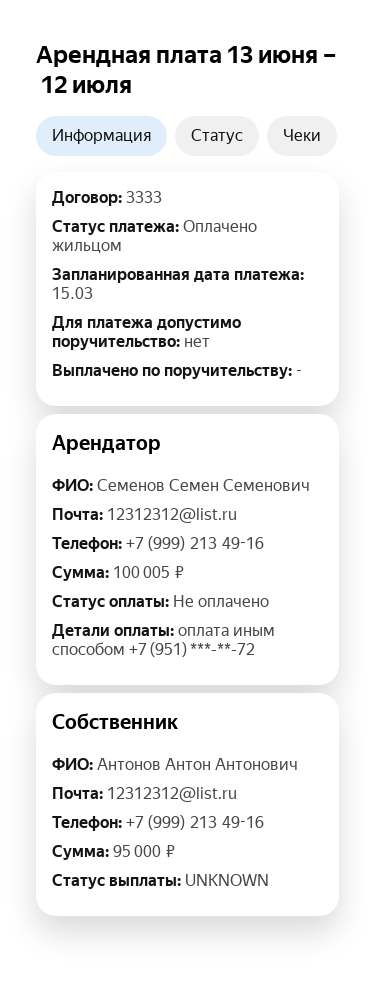 Арендная плата 13 июня –
12 июля
Информация
Статус
Чеки
Договор: 3333
Статус платежа: Оплачено
жильцом
Запланированная дата платежа:
15.03
Для платежа допустимо
поручительство: нет
Выплачено по поручительству: -
Арендатор
ФИО: Семенов Семен Семенович
Почта: 12312312@list.ru
Телефон: +7 (999) 213 49-16
Сумма: 100 005 ₽
Статус оплаты: Не оплачено
Детали оплаты: оплата иным
способом +7 (951) ***-**-72
Собственник
ФИО: Антонов Антон Антонович
Почта: 12312312@list.ru
Телефон: +7 (999) 213 49-16
Сумма: 95 000 ₽
Статус выплаты: UNKNOWN